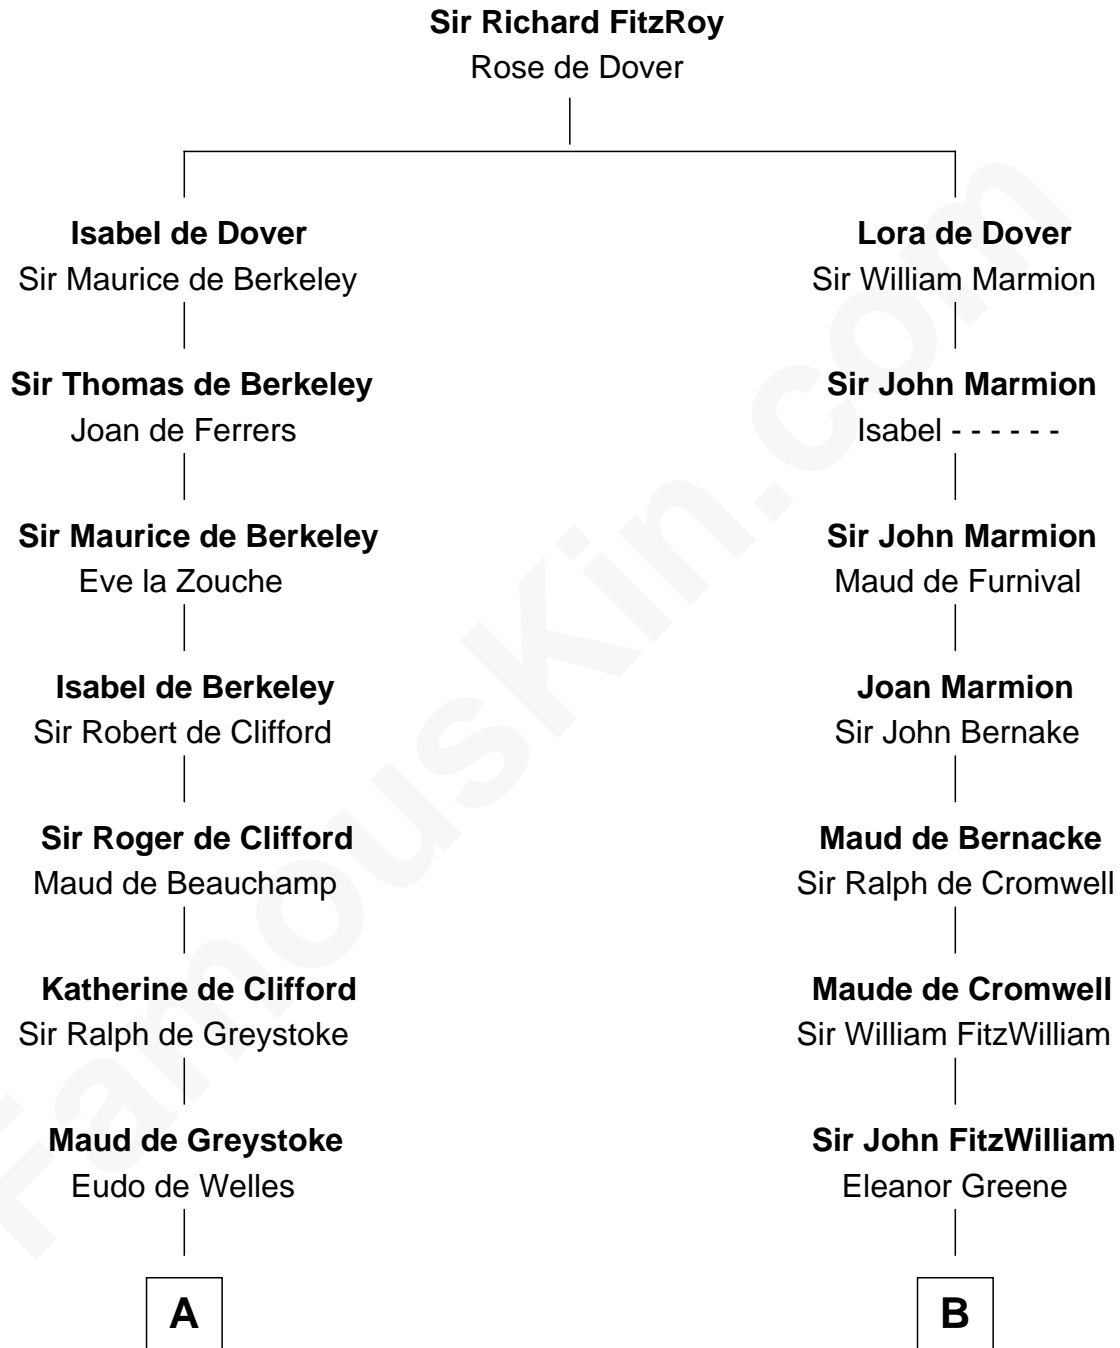 Sir Richard FitzRoy
Rose de Dover
Isabel de Dover
Sir Maurice de Berkeley
Lora de Dover
Sir William Marmion
Sir Thomas de Berkeley
Joan de Ferrers
Sir John Marmion
Isabel - - - - - -
Sir Maurice de Berkeley
Eve la Zouche
Sir John Marmion
Maud de Furnival
Isabel de Berkeley
Sir Robert de Clifford
Joan Marmion
Sir John Bernake
Sir Roger de Clifford
Maud de Beauchamp
Maud de Bernacke
Sir Ralph de Cromwell
Katherine de Clifford
Sir Ralph de Greystoke
Maude de Cromwell
Sir William FitzWilliam
Maud de Greystoke
Eudo de Welles
Sir John FitzWilliam
Eleanor Greene
A
B
FamousKin.com